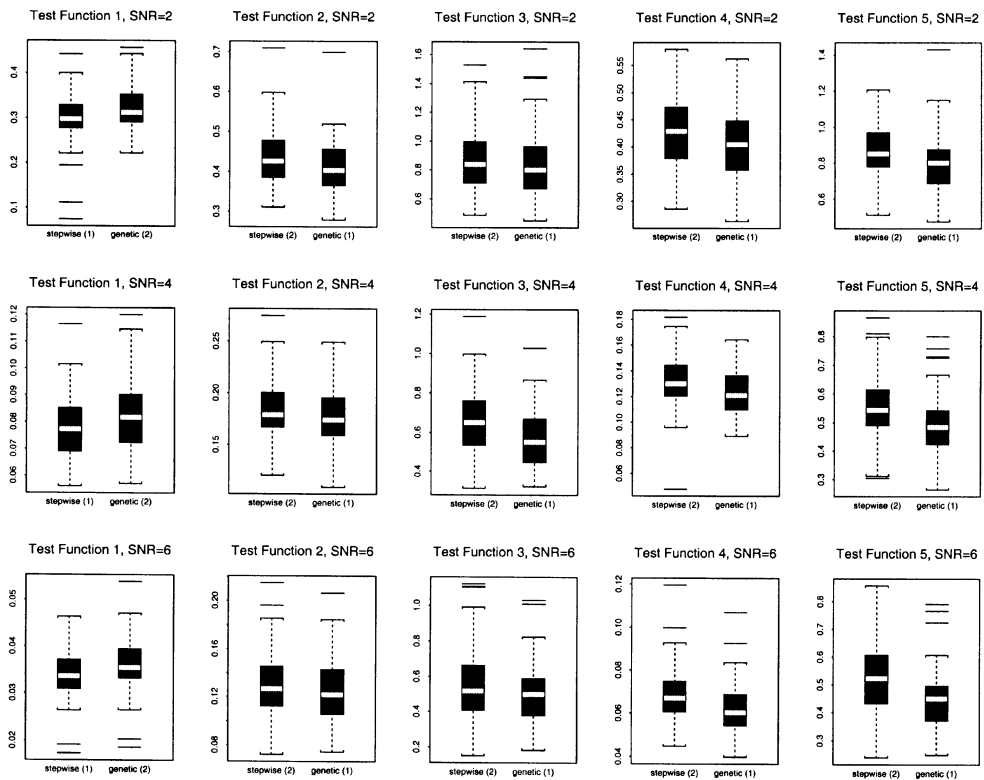 Test Function 1, SNR=2
Test Function 2, SNR=2
Test Function 3, SNR=2
Test Function 4, SNR=2
Test Function 5, SNR=2
0.4
0.3
0.2
0.1
stepwise (1) genetic (2)
0.7
0.6
0.5
0.4
0.3
stepwise (2) genetic (1)
1.6
1.4
1.2
1.0
0.8
0.6
stepwise (2) genetic (1)
0.55
0.50
0.45
0.40
0.35
0.30
stepwise (2) genetic (1)
1.4
1.2
1.0
0.8
0.6
stepwise (2) genetic (1)
Test Function 1, SNR=4
Test Function 2, SNR=4
Test Function 3, SNR=4
Test Function 4, SNR=4
Test Function 5, SNR=4
0.12
0.11
0.10
0.09
0.08
0.07
0.06
stepwise (1) genetic (2)
0.25
0.20
0.15
stepwise (2) genetic (1)
1.2
1.0
0.8
0.6
0.4
stepwise (2) genetic (1)
0.18
0.16
0.14
0.12
0.10
0.08
0.06
stepwise (2) genetic (1)
0.8
0.7
0.6
0.5
0.4
0.3
stepwise (2) genetic (1)
Test Function 1, SNR=6
Test Function 2, SNR=6
Test Function 3, SNR=6
Test Function 4, SNR=6
Test Function 5, SNR=6
0.05
0.04
0.03
0.02
stepwise (1) genetic (2)
0.20
0.16
0.12
0.08
stepwise (2) genetic (1)
1.0
0.8
0.6
0.4
0.2
stepwise (2) genetic (1)
0.12
0.10
0.08
0.06
0.04
stepwise (2) genetic (1)
0.8
0.7
0.6
0.5
0.4
0.3
stepwise (2) genetic (1)